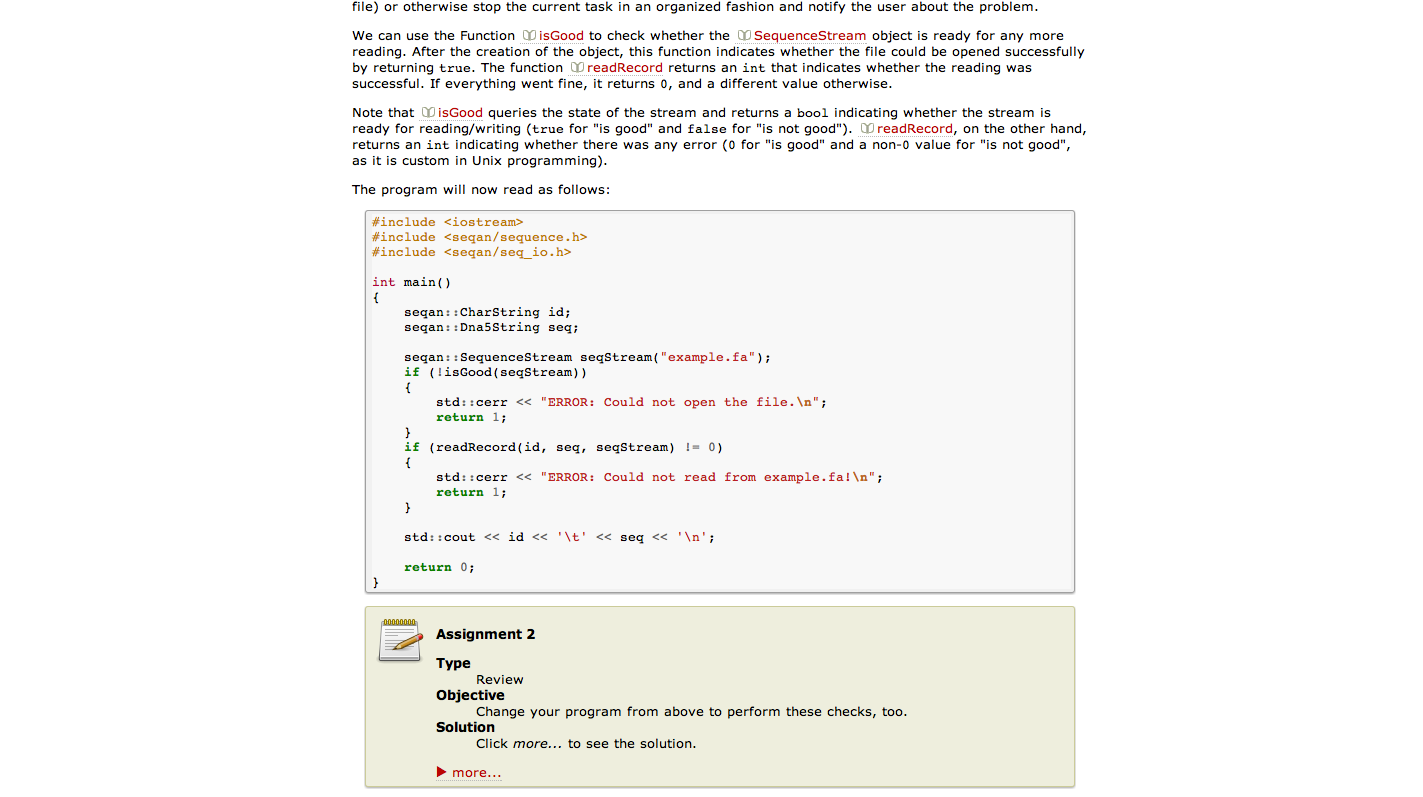 file) or otherwise stop the current task in an organized fashion and notify the user about the problem.
We can use the Function isGood to check whether the SequenceStream object is ready for any more
reading. After the creation of the object, this function indicates whether the file could be opened successfully
by returning true. The function readRecord returns an int that indicates whether the reading was
successful. If everything went fine, it returns 0, and a different value otherwise.
Note that isGood queries the state of the stream and returns a bool indicating whether the stream is
ready for reading/writing (true for "is good" and false for "is not good"). readRecord, on the other hand,
returns an int indicating whether there was any error (0 for "is good" and a non-0 value for "is not good",
as it is custom in Unix programming).
The program will now read as follows:
#include <iostream>
#include <seqan/sequence.h>
#include <seqan/seq_io.h>
int main()
{
    seqan::CharString id;
    seqan::Dna5String seq;
    seqan::SequenceStream seqStream("example.fa");
    if (!isGood(seqStream))
    {
        std::cerr << "ERROR: Could not open the file.\n";
        return 1;
    }
    if (readRecord(id, seq, seqStream) != 0)
    {
        std::cerr << "ERROR: Could not read from example.fa!\n";
        return 1;
    }
    std::cout << id << '\t' << seq << '\n';
    return 0;
}
Assignment 2
Type
Review
Objective
Change your program from above to perform these checks, too.
Solution
Click more... to see the solution.
more...